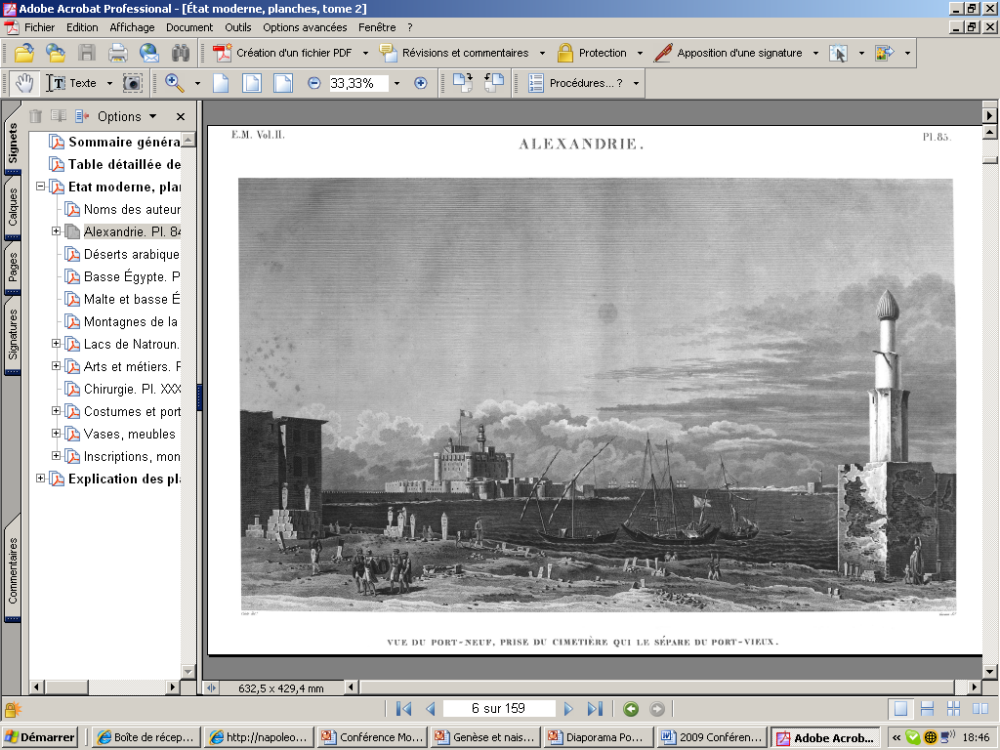 Adobe Acrobat Professional - [État moderne, planches, tome 2]
Fichier Edition Affichage Document Outils Options avancées Fenêtre ?
Création d'un fichier PDF Révisions et commentaires Protection Apposition d'une signature
Texte 33,33% Procédures... ?
Signets
Calques
Pages
Signatures
Commentaires
Options
Sommaire généra
Table détaillée de
Etat moderne, plan
Noms des auteur
Alexandrie. Pl. 84
Déserts arabique
Basse Égypte. P
Malte et basse É
Montagnes de la
Lacs de Natroun.
Arts et métiers. P
Chirurgie. Pl. XXX
Costumes et port
Vases, meubles
Inscriptions, mon
Explication des pl
E.M. Vol.II.
ALEXANDRIE.
Pl.85.
VUE DU PORT-NEUF, PRISE DU CIMETIÈRE QUI LE SÉPARE DU PORT-VIEUX.
632,5 x 429,4 mm
6 sur 159
Démarrer Boîte de récep... http://napoleo... Conférence Mo... Genèse et nais... Diaporama Po... 2009 Conféren... Adobe Acrob... « 18:46